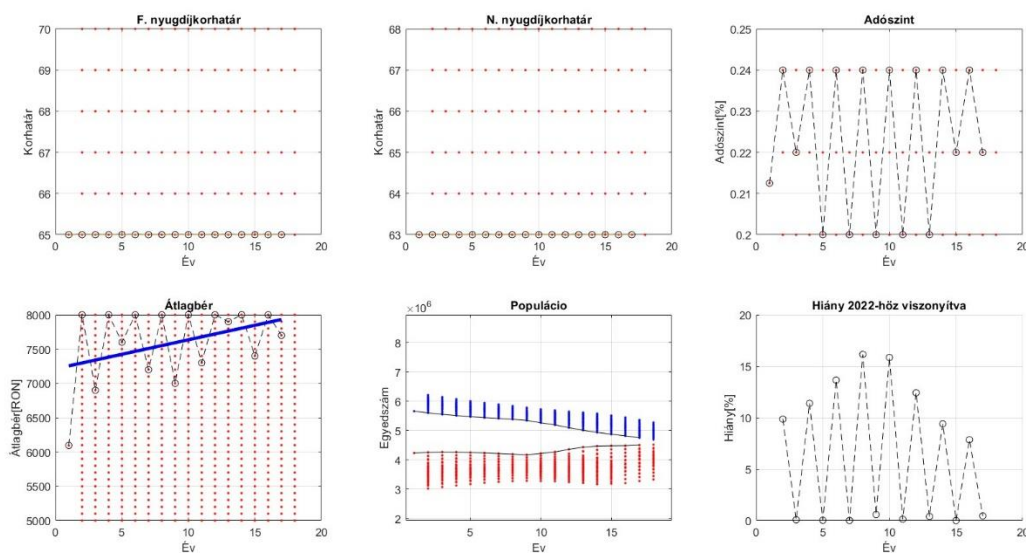 F. nyugdíjkorhatár
70
69
68
67
66
65
Korhatár
0 5 10 15 20
Év
N. nyugdíjkorhatár
68
67
66
65
64
63
Korhatár
0 5 10 15 20
Év
Adószint
0.25
0.24
0.23
0.22
0.21
0.2
Adószint[%]
0 5 10 15 20
Év
Átlagbér
8000
7500
7000
6500
6000
5500
5000
Átlagbér[RON]
0 5 10 15 20
Év
Populácio
×10⁶
8
7
6
5
4
3
2
Egyedszám
0 5 10 15
Év
Hiány 2022-höz viszonyítva
20
15
10
5
0
Hiány[%]
0 5 10 15 20
Év